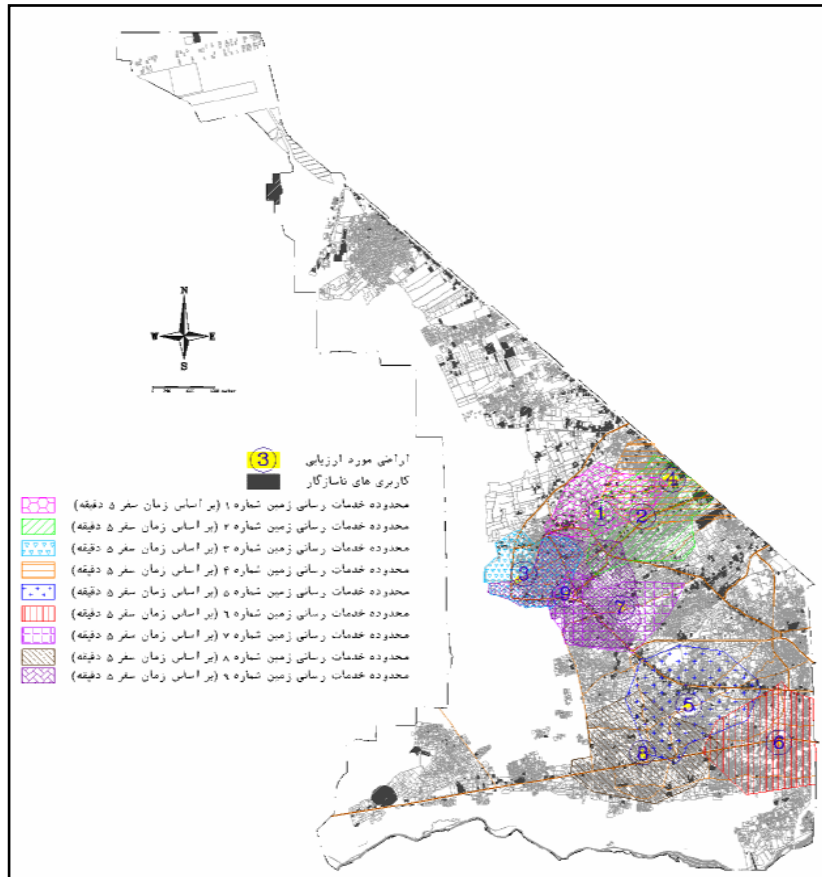 N
W E
S
اراضی مورد ارزیابی 3
کاربری های ناسازگار
محدوده خدمات رسانی زمین شماره ۱ (بر اساس زمان سفر ۵ دقیقه)
محدوده خدمات رسانی زمین شماره ۲ (بر اساس زمان سفر ۵ دقیقه)
محدوده خدمات رسانی زمین شماره ۳ (بر اساس زمان سفر ۵ دقیقه)
محدوده خدمات رسانی زمین شماره ۴ (بر اساس زمان سفر ۵ دقیقه)
محدوده خدمات رسانی زمین شماره ۵ (بر اساس زمان سفر ۵ دقیقه)
محدوده خدمات رسانی زمین شماره ۶ (بر اساس زمان سفر ۵ دقیقه)
محدوده خدمات رسانی زمین شماره ۷ (بر اساس زمان سفر ۵ دقیقه)
محدوده خدمات رسانی زمین شماره ۸ (بر اساس زمان سفر ۵ دقیقه)
محدوده خدمات رسانی زمین شماره ۹ (بر اساس زمان سفر ۵ دقیقه)
4
1 2
3
9
7
5
6
8